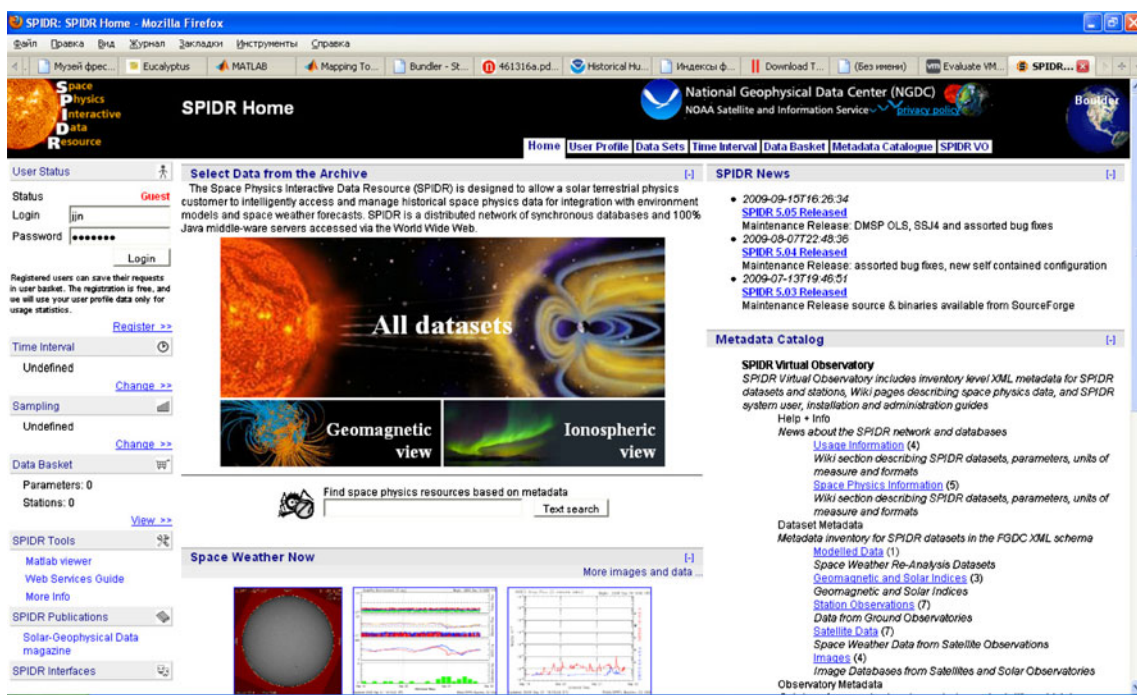 SPIDR: SPIDR Home - Mozilla Firefox
Файл Правка Вид Журнал Закладки Инструменты Справка
Музей фрес... Eucalyptus MATLAB Mapping To... Bundler - St... 461316a.pd... Historical Hu... Индексы ф... Download T... (Без имени) Evaluate VM... SPIDR...
Space
Physics
Interactive
Data
Resource
SPIDR Home
National Geophysical Data Center (NGDC)
NOAA Satellite and Information Service
privacy policy
Boulder
Home User Profile Data Sets Time Interval Data Basket Metadata Catalogue SPIDR VO
User Status
Status Guest
Login jjn
Password •••••••
Login
Registered users can save their requests
in user basket. The registration is free, and
we will use your user profile data only for
usage statistics.
Register >>
Time Interval
Undefined
Change >>
Sampling
Undefined
Change >>
Data Basket
Parameters: 0
Stations: 0
View >>
SPIDR Tools
Matlab viewer
Web Services Guide
More Info
SPIDR Publications
Solar-Geophysical Data
magazine
SPIDR Interfaces
Select Data from the Archive [-]
The Space Physics Interactive Data Resource (SPIDR) is designed to allow a solar terrestrial physics
customer to intelligently access and manage historical space physics data for integration with environment
models and space weather forecasts. SPIDR is a distributed network of synchronous databases and 100%
Java middle-ware servers accessed via the World Wide Web.
All datasets
Geomagnetic
view
Ionospheric
view
Find space physics resources based on metadata
Text search
Space Weather Now [-]
More images and data ...
SPIDR News [-]
• 2009-09-15T16:26:34
SPIDR 5.05 Released
Maintenance Release: DMSP OLS, SSJ4 and assorted bug fixes
• 2009-08-07T22:48:36
SPIDR 5.04 Released
Maintenance Release: assorted bug fixes, new self contained configuration
• 2009-07-13T19:46:51
SPIDR 5.03 Released
Maintenance Release source & binaries available from SourceForge
Metadata Catalog [-]
SPIDR Virtual Observatory
SPIDR Virtual Observatory includes inventory level XML metadata for SPIDR
datasets and stations, Wiki pages describing space physics data, and SPIDR
system user, installation and administration guides
Help + Info
News about the SPIDR network and databases
Usage Information (4)
Wiki section describing SPIDR datasets, parameters, units of
measure and formats
Space Physics Information (5)
Wiki section describing SPIDR datasets, parameters, units of
measure and formats
Dataset Metadata
Metadata inventory for SPIDR datasets in the FGDC XML schema
Modelled Data (1)
Space Weather Re-Analysis Datasets
Geomagnetic and Solar Indices (3)
Geomagnetic and Solar Indices
Station Observations (7)
Data from Ground Observatories
Satellite Data (7)
Space Weather Data from Satellite Observations
Images (4)
Image Databases from Satellites and Solar Observatories
Observatory Metadata